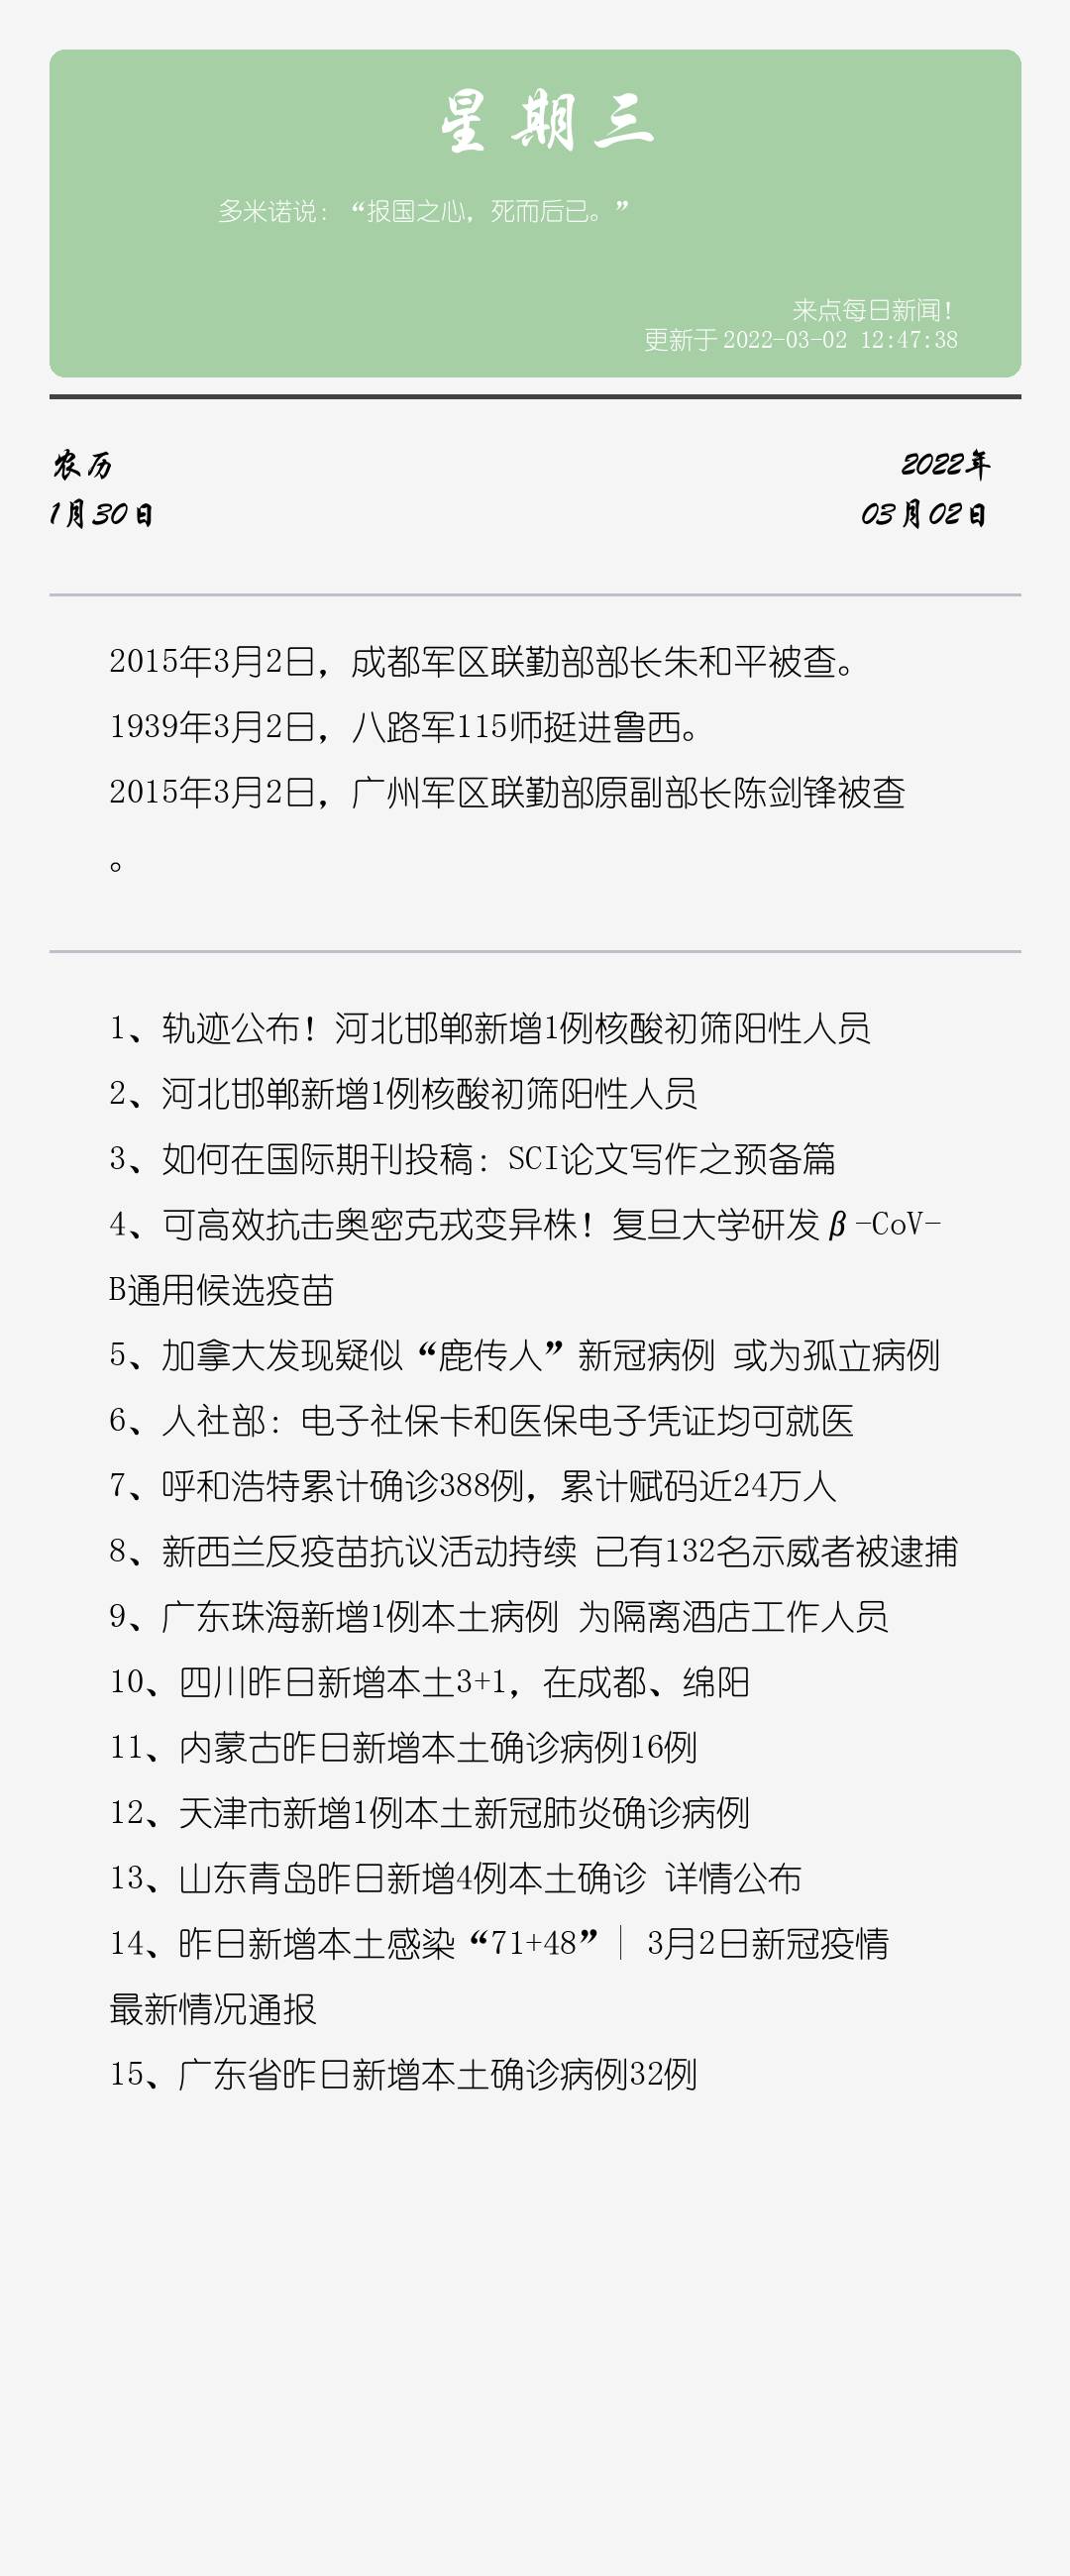 星期三
多米诺说：“报国之心，死而后已。”
来点每日新闻！
更新于 2022-03-02 12:47:38
农历
2022年
1月30日
03月02日
2015年3月2日，成都军区联勤部部长朱和平被查。
1939年3月2日，八路军115师挺进鲁西。
2015年3月2日，广州军区联勤部原副部长陈剑锋被查
。
1、轨迹公布！河北邯郸新增1例核酸初筛阳性人员
2、河北邯郸新增1例核酸初筛阳性人员
3、如何在国际期刊投稿：SCI论文写作之预备篇
4、可高效抗击奥密克戎变异株！复旦大学研发β-CoV-
B通用候选疫苗
5、加拿大发现疑似“鹿传人”新冠病例 或为孤立病例
6、人社部：电子社保卡和医保电子凭证均可就医
7、呼和浩特累计确诊388例，累计赋码近24万人
8、新西兰反疫苗抗议活动持续 已有132名示威者被逮捕
9、广东珠海新增1例本土病例 为隔离酒店工作人员
10、四川昨日新增本土3+1，在成都、绵阳
11、内蒙古昨日新增本土确诊病例16例
12、天津市新增1例本土新冠肺炎确诊病例
13、山东青岛昨日新增4例本土确诊 详情公布
14、昨日新增本土感染“71+48”｜ 3月2日新冠疫情
最新情况通报
15、广东省昨日新增本土确诊病例32例